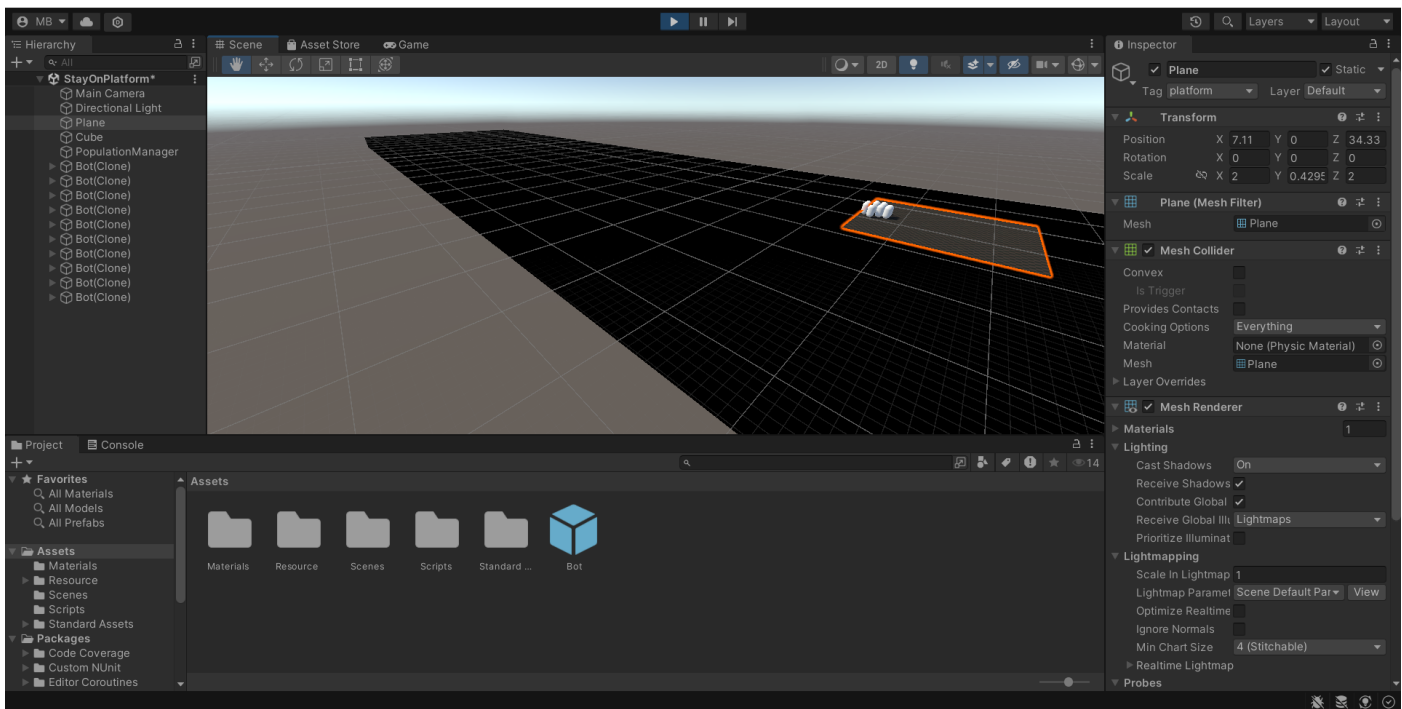 MB
Layers Layout
Hierarchy
All
StayOnPlatform*
Main Camera
Directional Light
Plane
Cube
PopulationManager
Bot(Clone)
Bot(Clone)
Bot(Clone)
Bot(Clone)
Bot(Clone)
Bot(Clone)
Bot(Clone)
Bot(Clone)
Bot(Clone)
Bot(Clone)
Scene Asset Store Game
2D
Inspector
Plane Static
Tag platform Layer Default
Transform
Position X 7.11 Y 0 Z 34.33
Rotation X 0 Y 0 Z 0
Scale X 2 Y 0.4295 Z 2
Plane (Mesh Filter)
Mesh Plane
Mesh Collider
Convex
Is Trigger
Provides Contacts
Cooking Options Everything
Material None (Physic Material)
Mesh Plane
Layer Overrides
Mesh Renderer
Materials 1
Lighting
Cast Shadows On
Receive Shadows
Contribute Global
Receive Global Illu Lightmaps
Prioritize Illuminat
Lightmapping
Scale In Lightmap 1
Lightmap Paramet Scene Default Par View
Optimize Realtime
Ignore Normals
Min Chart Size 4 (Stitchable)
Realtime Lightmap
Probes
Project Console
14
Favorites
All Materials
All Models
All Prefabs
Assets
Materials
Resource
Scenes
Scripts
Standard Assets
Packages
Code Coverage
Custom NUnit
Editor Coroutines
Assets
Materials Resource Scenes Scripts Standard ... Bot